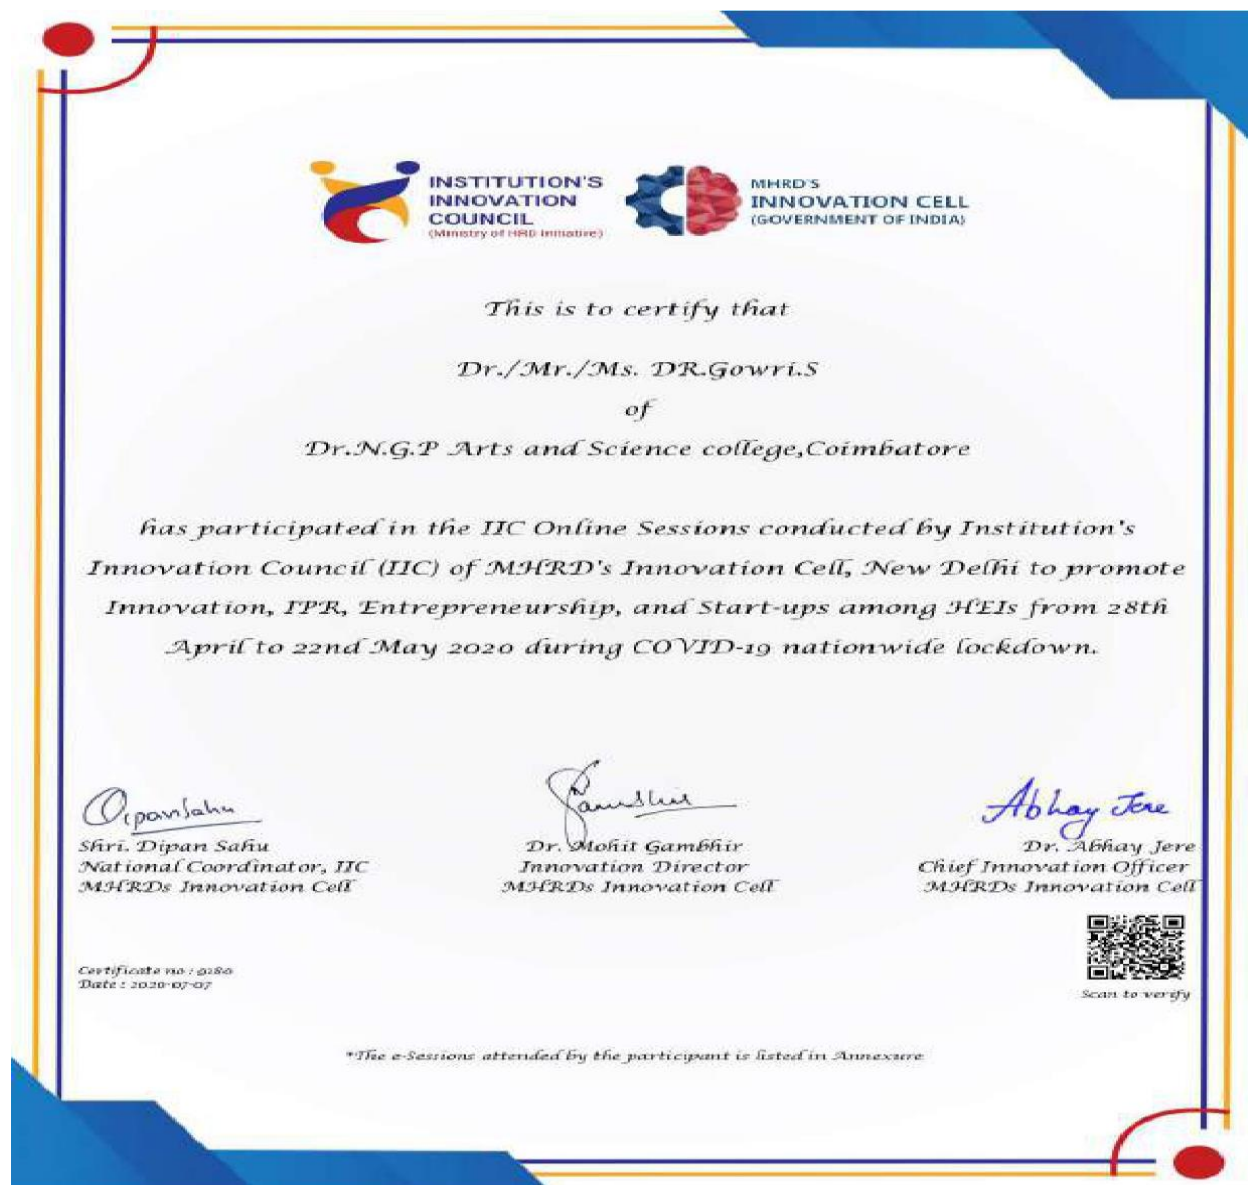 INSTITUTION'S
INNOVATION
COUNCIL
(Ministry of HRD Initiative)
MHRD'S
INNOVATION CELL
(GOVERNMENT OF INDIA)
This is to certify that
Dr./Mr./Ms. DR.Gowri.S
of
Dr.N.G.P Arts and Science college,Coimbatore
has participated in the IIC Online Sessions conducted by Institution's
Innovation Council (IIC) of MHRD's Innovation Cell, New Delhi to promote
Innovation, IPR, Entrepreneurship, and Start-ups among HEIs from 28th
April to 22nd May 2020 during COVID-19 nationwide lockdown.
Dipansahu
Abhay Jere
Shri. Dipan Sahu
National Coordinator, IIC
MHRDs Innovation Cell
Dr. Mohit Gambhir
Innovation Director
MHRDs Innovation Cell
Dr. Abhay Jere
Chief Innovation Officer
MHRDs Innovation Cell
Certificate no : 9280
Date : 2020-07-07
Scan to verify
*The e-Sessions attended by the participant is listed in Annexure